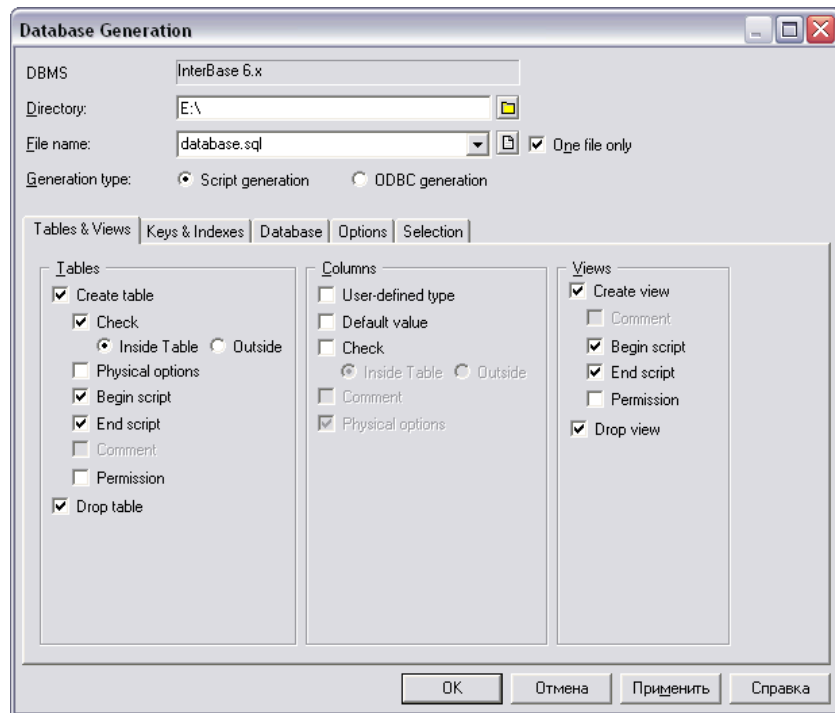 Database Generation
DBMS InterBase 6.x
Directory: E:\
File name: database.sql One file only
Generation type: Script generation ODBC generation
Tables & Views Keys & Indexes Database Options Selection
Tables
Create table
Check
Inside Table Outside
Physical options
Begin script
End script
Comment
Permission
Drop table
Columns
User-defined type
Default value
Check
Inside Table Outside
Comment
Physical options
Views
Create view
Comment
Begin script
End script
Permission
Drop view
OK Отмена Применить Справка